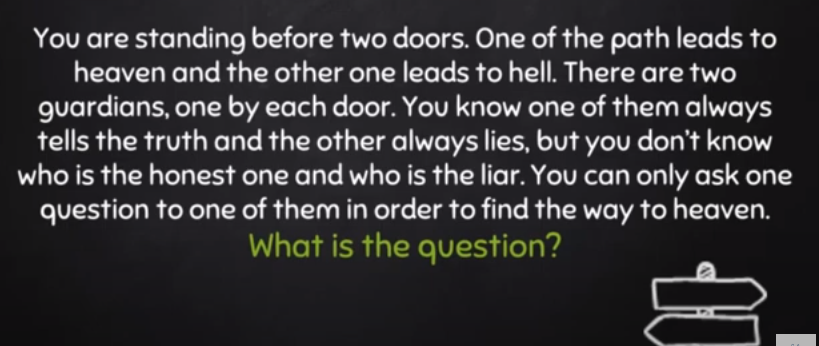 You are standing before two doors. One of the path leads to
heaven and the other one leads to hell. There are two
guardians, one by each door. You know one of them always
tells the truth and the other always lies, but you don't know
who is the honest one and who is the liar. You can only ask one
question to one of them in order to find the way to heaven.
What is the question?